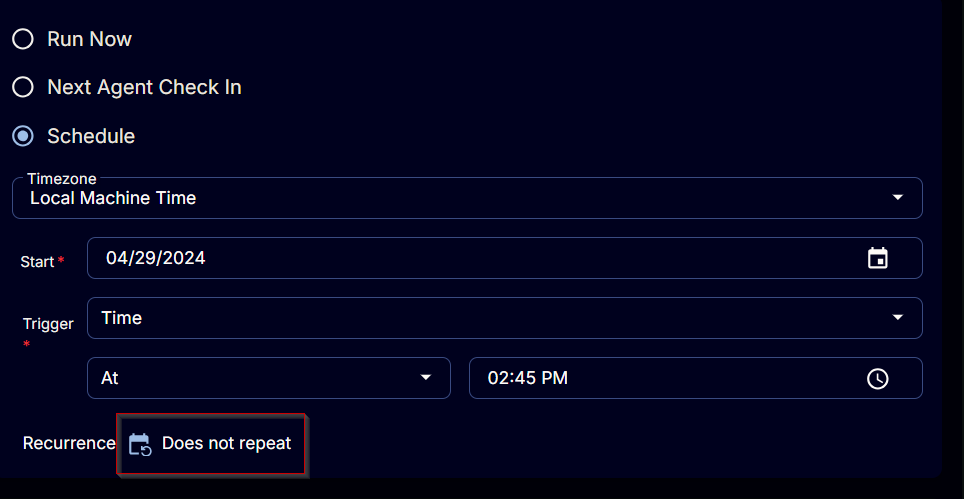 Run Now
Next Agent Check In
Schedule
Timezone
Local Machine Time
Start * 04/29/2024
Trigger * Time
At 02:45 PM
Recurrence Does not repeat